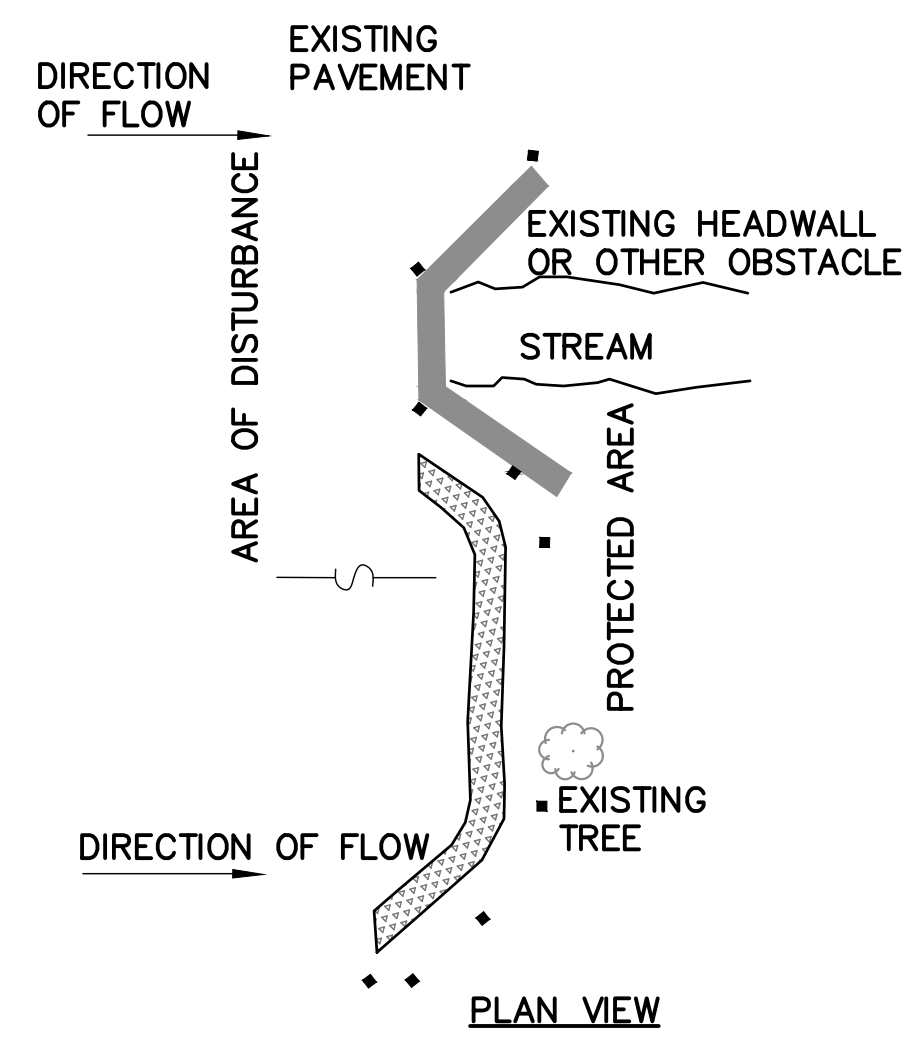 EXISTING
PAVEMENT
DIRECTION
OF FLOW
AREA OF DISTURBANCE
EXISTING HEADWALL
OR OTHER OBSTACLE
STREAM
PROTECTED AREA
EXISTING
TREE
DIRECTION OF FLOW
PLAN VIEW